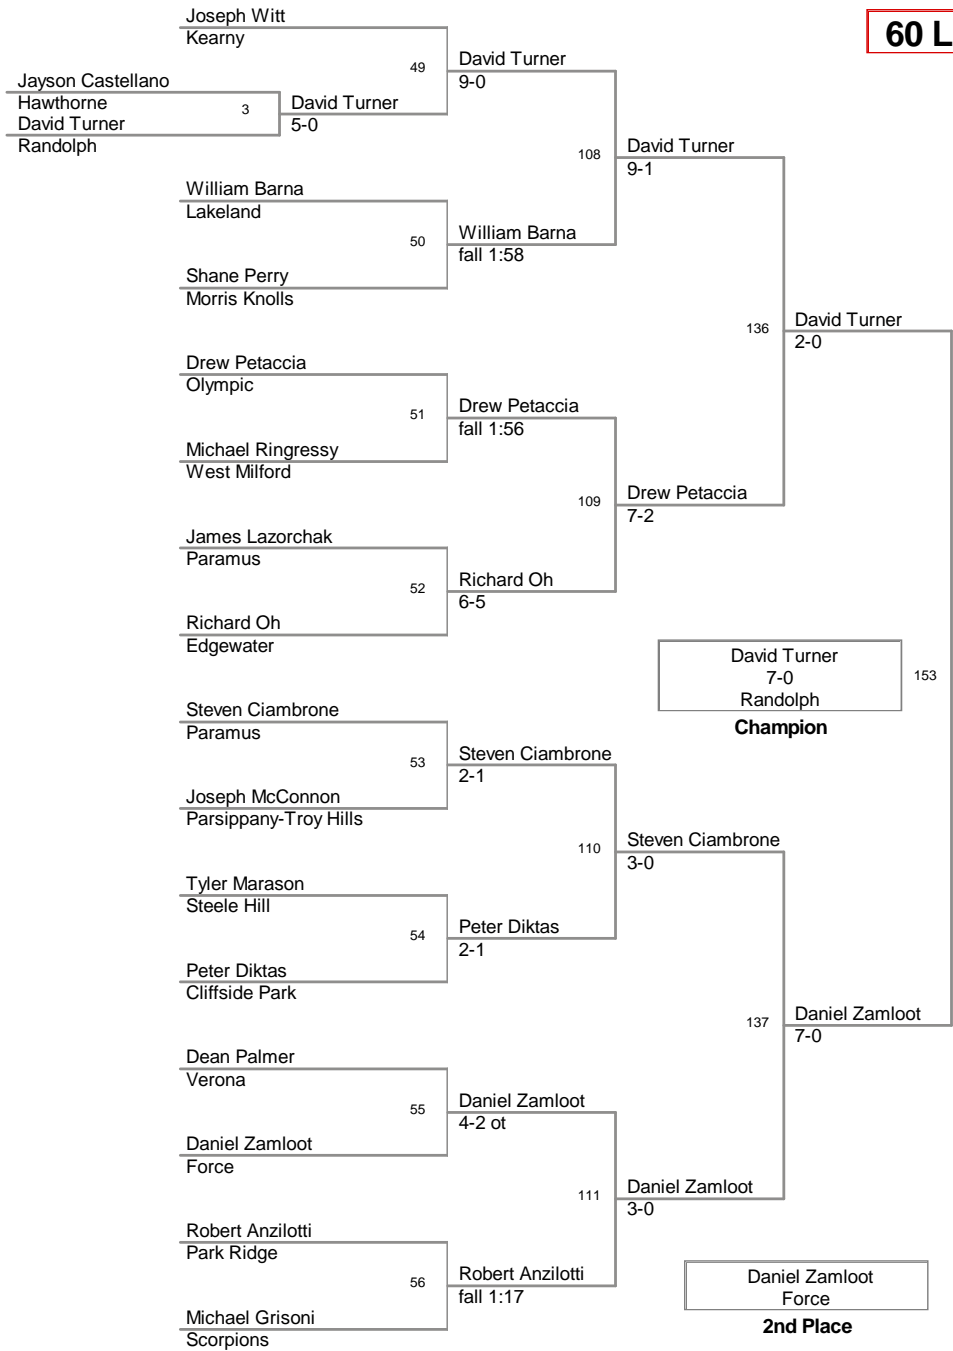 60 L
Joseph Witt
Kearny
49
David Turner
9-0
Jayson Castellano
Hawthorne
3
David Turner
5-0
David Turner
Randolph
108
David Turner
9-1
William Barna
Lakeland
50
William Barna
fall 1:58
Shane Perry
Morris Knolls
136
David Turner
2-0
Drew Petaccia
Olympic
51
Drew Petaccia
fall 1:56
Michael Ringressy
West Milford
109
Drew Petaccia
7-2
James Lazorchak
Paramus
52
Richard Oh
6-5
Richard Oh
Edgewater
David Turner
7-0
Randolph
153
Champion
Steven Ciambrone
Paramus
53
Steven Ciambrone
2-1
Joseph McConnon
Parsippany-Troy Hills
110
Steven Ciambrone
3-0
Tyler Marason
Steele Hill
54
Peter Diktas
2-1
Peter Diktas
Cliffside Park
137
Daniel Zamloot
7-0
Dean Palmer
Verona
55
Daniel Zamloot
4-2 ot
Daniel Zamloot
Force
111
Daniel Zamloot
3-0
Robert Anzilotti
Park Ridge
56
Robert Anzilotti
fall 1:17
Michael Grisoni
Scorpions
Daniel Zamloot
Force
2nd Place